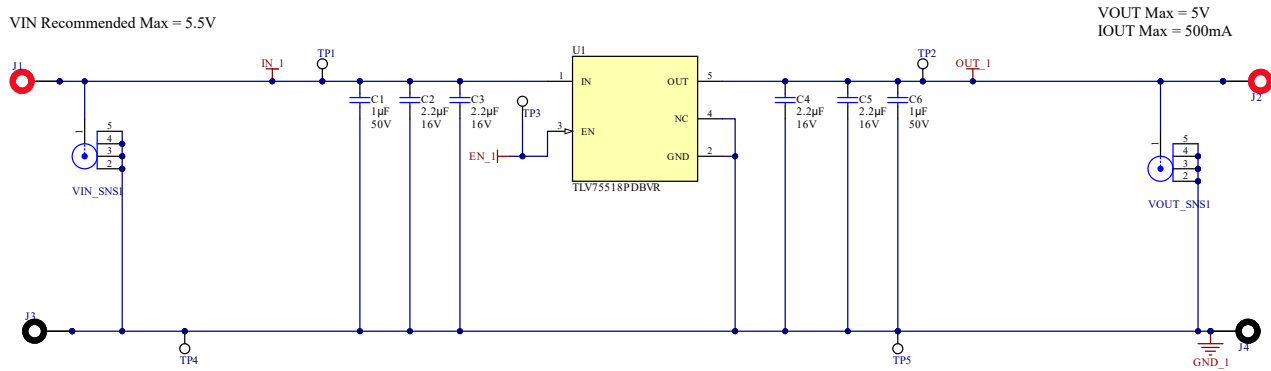 VIN Recommended Max = 5.5V
VOUT Max = 5V
IOUT Max = 500mA
J1
IN_1
TP1
U1
TP2
OUT_1
J2
1
IN
OUT
5
C1
1µF
50V
C2
2.2µF
16V
C3
2.2µF
16V
TP3
C4
2.2µF
16V
C5
2.2µF
16V
C6
1µF
50V
NC
4
3
EN
EN_1
GND
2
TLV75518PDBVR
1
5
4
3
2
VIN_SNS1
1
5
4
3
2
VOUT_SNS1
J3
TP4
TP5
J4
GND_1